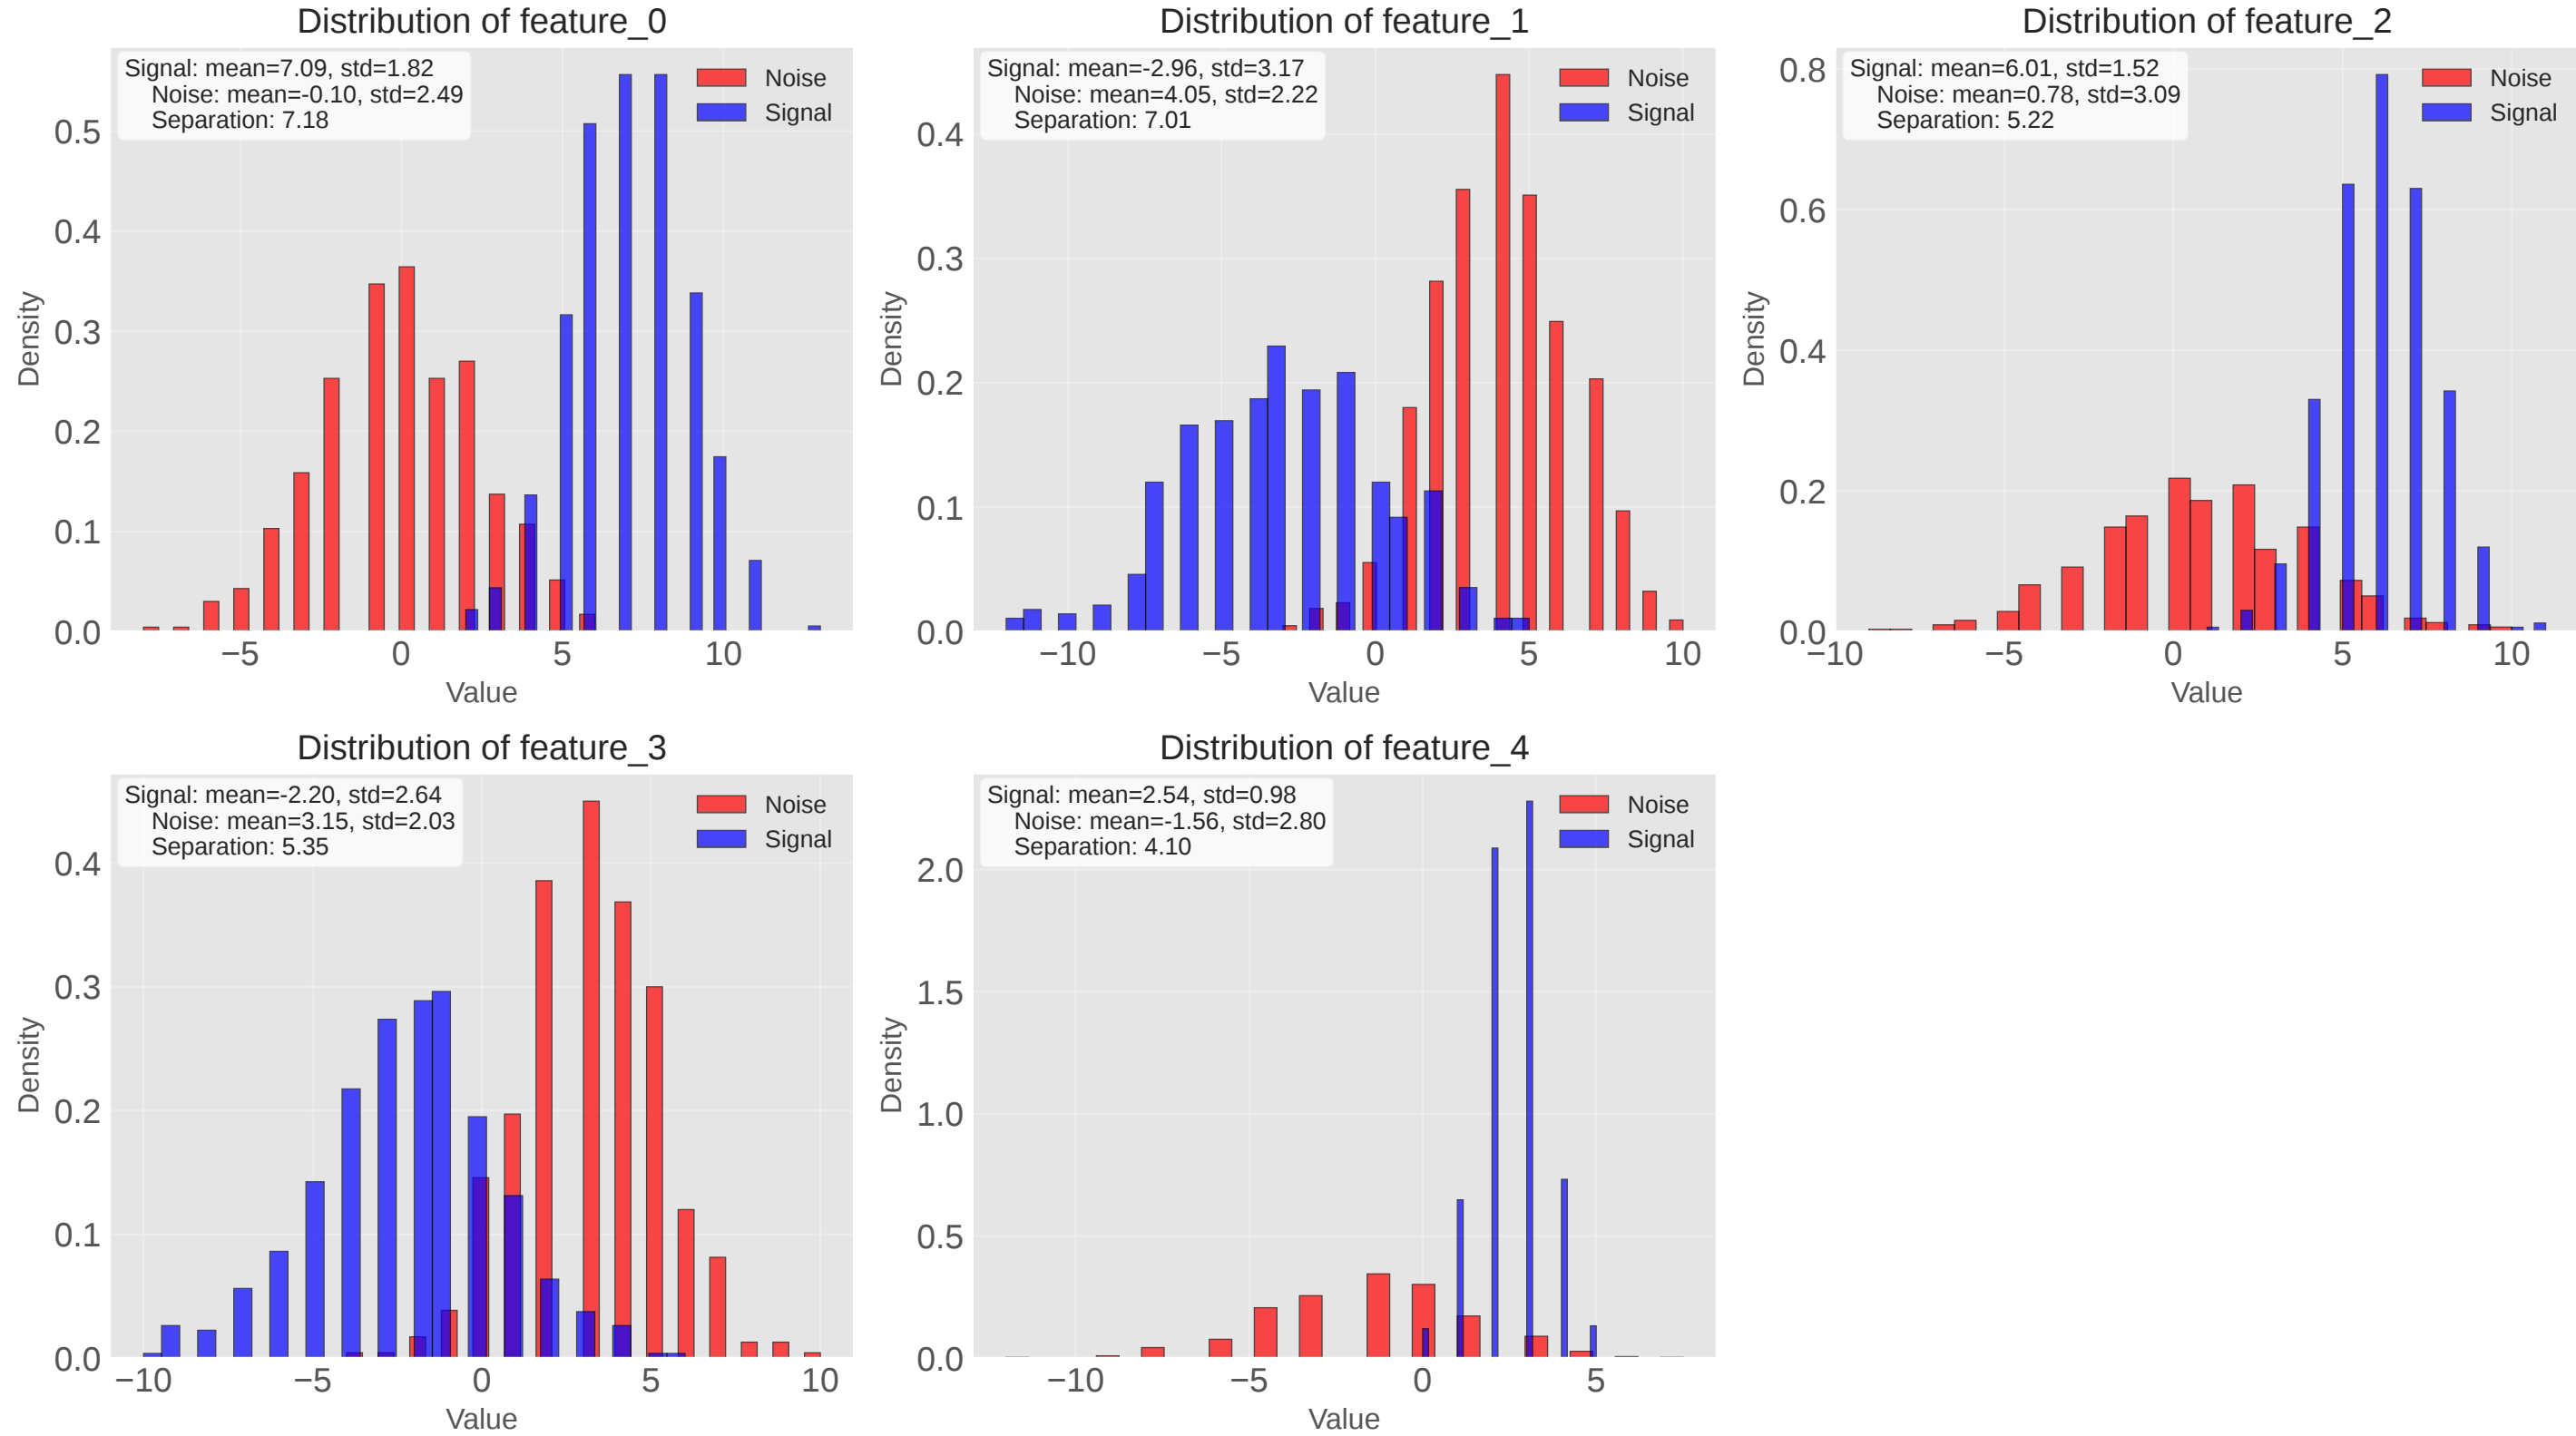 Distribution of feature_0
Signal: mean=7.09, std=1.82
Noise: mean=-0.10, std=2.49
Separation: 7.18
Noise
Signal
Density
0.5
0.4
0.3
0.2
0.1
0.0
−5
0
5
10
Value
Distribution of feature_1
Signal: mean=-2.96, std=3.17
Noise: mean=4.05, std=2.22
Separation: 7.01
Noise
Signal
Density
0.4
0.3
0.2
0.1
0.0
−10
−5
0
5
10
Value
Distribution of feature_2
Signal: mean=6.01, std=1.52
Noise: mean=0.78, std=3.09
Separation: 5.22
Noise
Signal
Density
0.8
0.6
0.4
0.2
0.0
−10
−5
0
5
10
Value
Distribution of feature_3
Signal: mean=-2.20, std=2.64
Noise: mean=3.15, std=2.03
Separation: 5.35
Noise
Signal
Density
0.4
0.3
0.2
0.1
0.0
−10
−5
0
5
10
Value
Distribution of feature_4
Signal: mean=2.54, std=0.98
Noise: mean=-1.56, std=2.80
Separation: 4.10
Noise
Signal
Density
2.0
1.5
1.0
0.5
0.0
−10
−5
0
5
Value